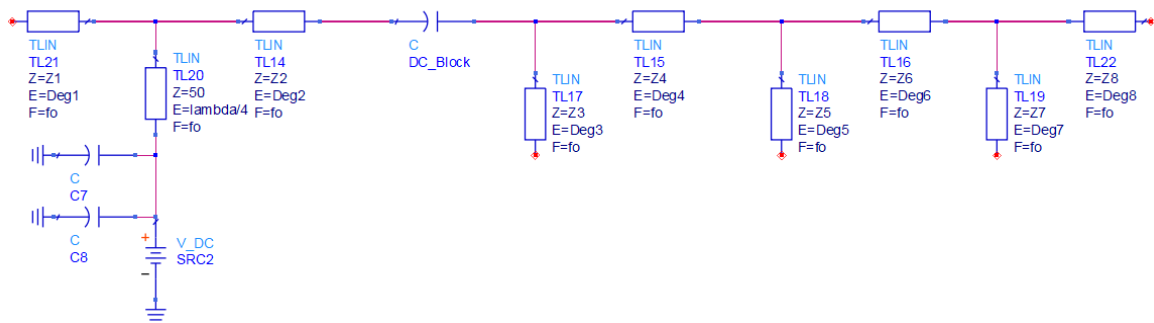 TLIN
TL21
Z=Z1
E=Deg1
F=fo
TLIN
TL20
Z=50
E=lambda/4
F=fo
TLIN
TL14
Z=Z2
E=Deg2
F=fo
C
DC_Block
TLIN
TL17
Z=Z3
E=Deg3
F=fo
TLIN
TL15
Z=Z4
E=Deg4
F=fo
TLIN
TL18
Z=Z5
E=Deg5
F=fo
TLIN
TL16
Z=Z6
E=Deg6
F=fo
TLIN
TL19
Z=Z7
E=Deg7
F=fo
TLIN
TL22
Z=Z8
E=Deg8
F=fo
C
C7
C
C8
+
−
V_DC
SRC2